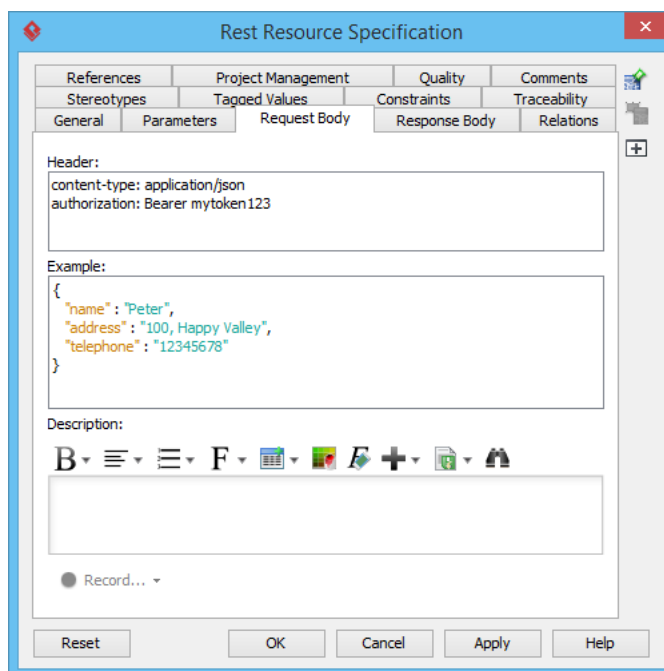 Rest Resource Specification
References Project Management Quality Comments
Stereotypes Tagged Values Constraints Traceability
General Parameters Request Body Response Body Relations
Header:
content-type: application/json
authorization: Bearer mytoken123
Example:
{
"name" : "Peter",
"address" : "100, Happy Valley",
"telephone" : "12345678"
}
Description:
B F F
Record...
Reset OK Cancel Apply Help